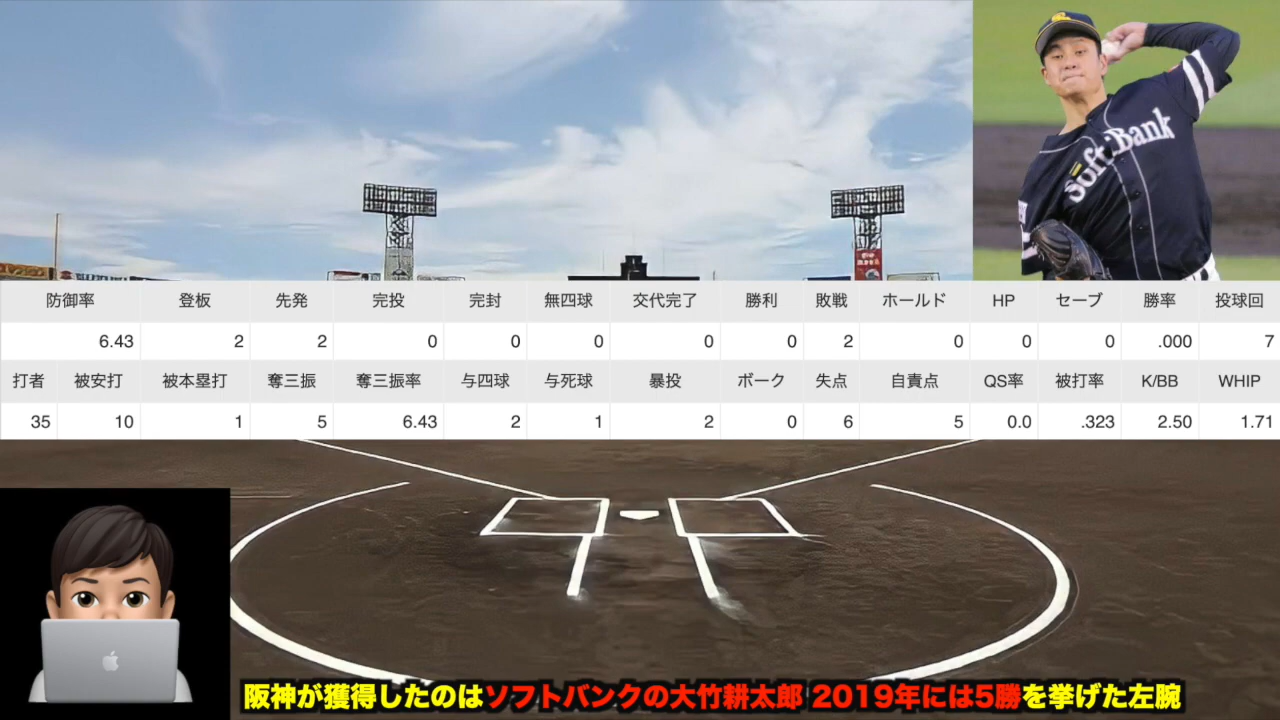 SoftBank
防御率 登板 先発 完投 完封 無四球 交代完了 勝利 敗戦 ホールド HP セーブ 勝率 投球回
6.43 2 2 0 0 0 0 0 2 0 0 0 .000 7
打者 被安打 被本塁打 奪三振 奪三振率 与四球 与死球 暴投 ボーク 失点 自責点 QS率 被打率 K/BB WHIP
35 10 1 5 6.43 2 1 2 0 6 5 0.0 .323 2.50 1.71
阪神が獲得したのはソフトバンクの大竹耕太郎 2019年には5勝を挙げた左腕